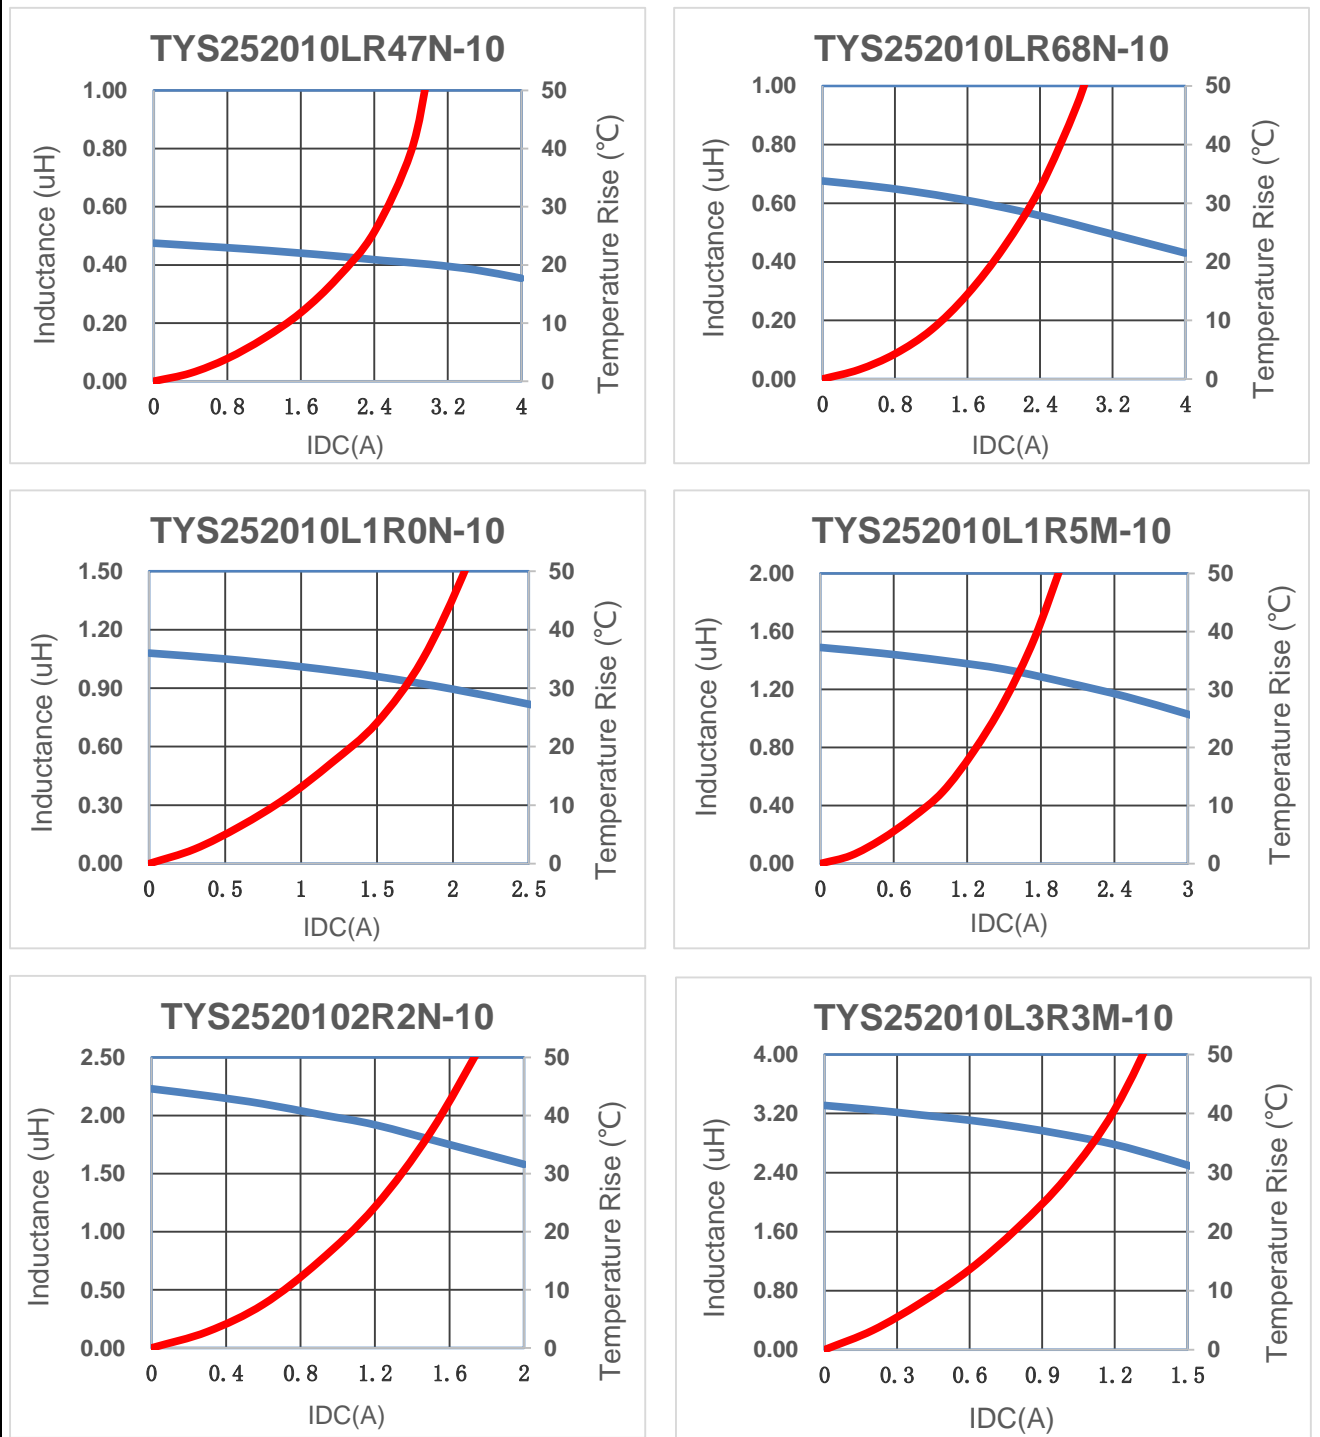 TYS252010LR47N-10
1.00
0.80
0.60
0.40
0.20
0.00
50
40
30
20
10
0
0 0.8 1.6 2.4 3.2 4
Inductance (uH)
Temperature Rise (℃)
IDC(A)
TYS252010LR68N-10
1.00
0.80
0.60
0.40
0.20
0.00
50
40
30
20
10
0
0 0.8 1.6 2.4 3.2 4
Inductance (uH)
Temperature Rise (℃)
IDC(A)
TYS252010L1R0N-10
1.50
1.20
0.90
0.60
0.30
0.00
50
40
30
20
10
0
0 0.5 1 1.5 2 2.5
Inductance (uH)
Temperature Rise (℃)
IDC(A)
TYS252010L1R5M-10
2.00
1.60
1.20
0.80
0.40
0.00
50
40
30
20
10
0
0 0.6 1.2 1.8 2.4 3
Inductance (uH)
Temperature Rise (℃)
IDC(A)
TYS2520102R2N-10
2.50
2.00
1.50
1.00
0.50
0.00
50
40
30
20
10
0
0 0.4 0.8 1.2 1.6 2
Inductance (uH)
Temperature Rise (℃)
IDC(A)
TYS252010L3R3M-10
4.00
3.20
2.40
1.60
0.80
0.00
50
40
30
20
10
0
0 0.3 0.6 0.9 1.2 1.5
Inductance (uH)
Temperature Rise (℃)
IDC(A)